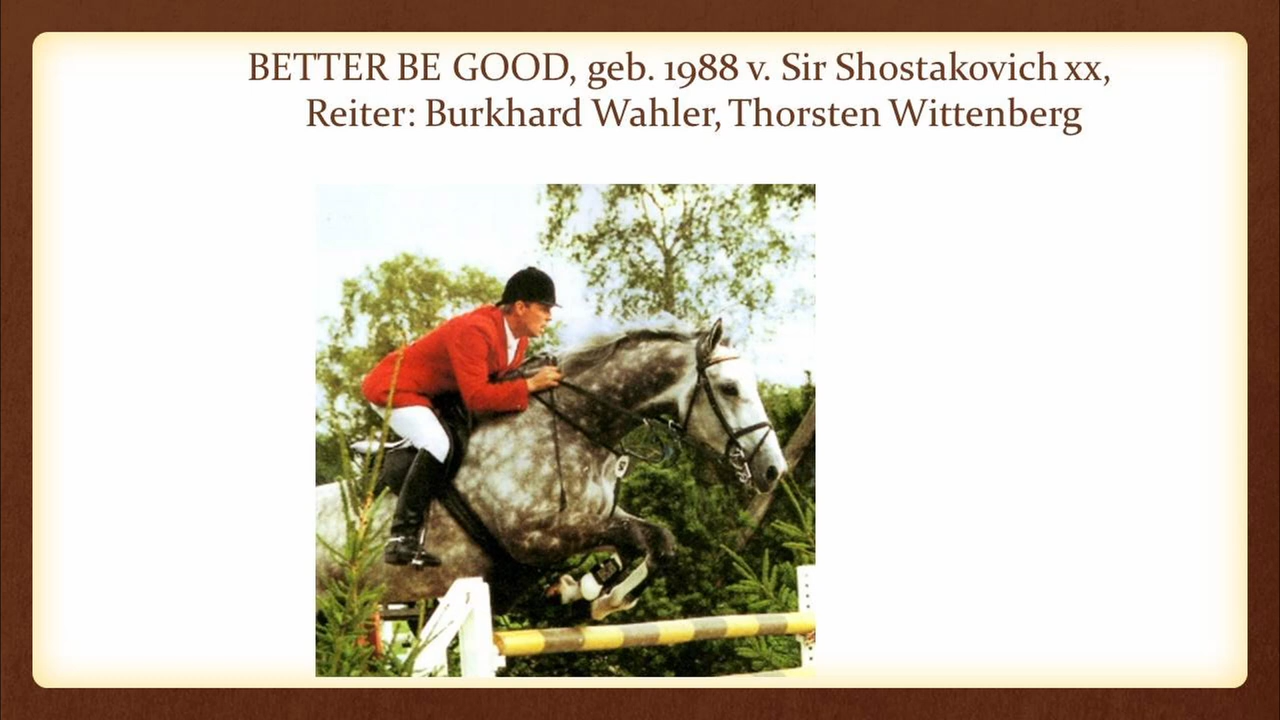 BETTER BE GOOD, geb. 1988 v. Sir Shostakovich xx,
Reiter: Burkhard Wahler, Thorsten Wittenberg